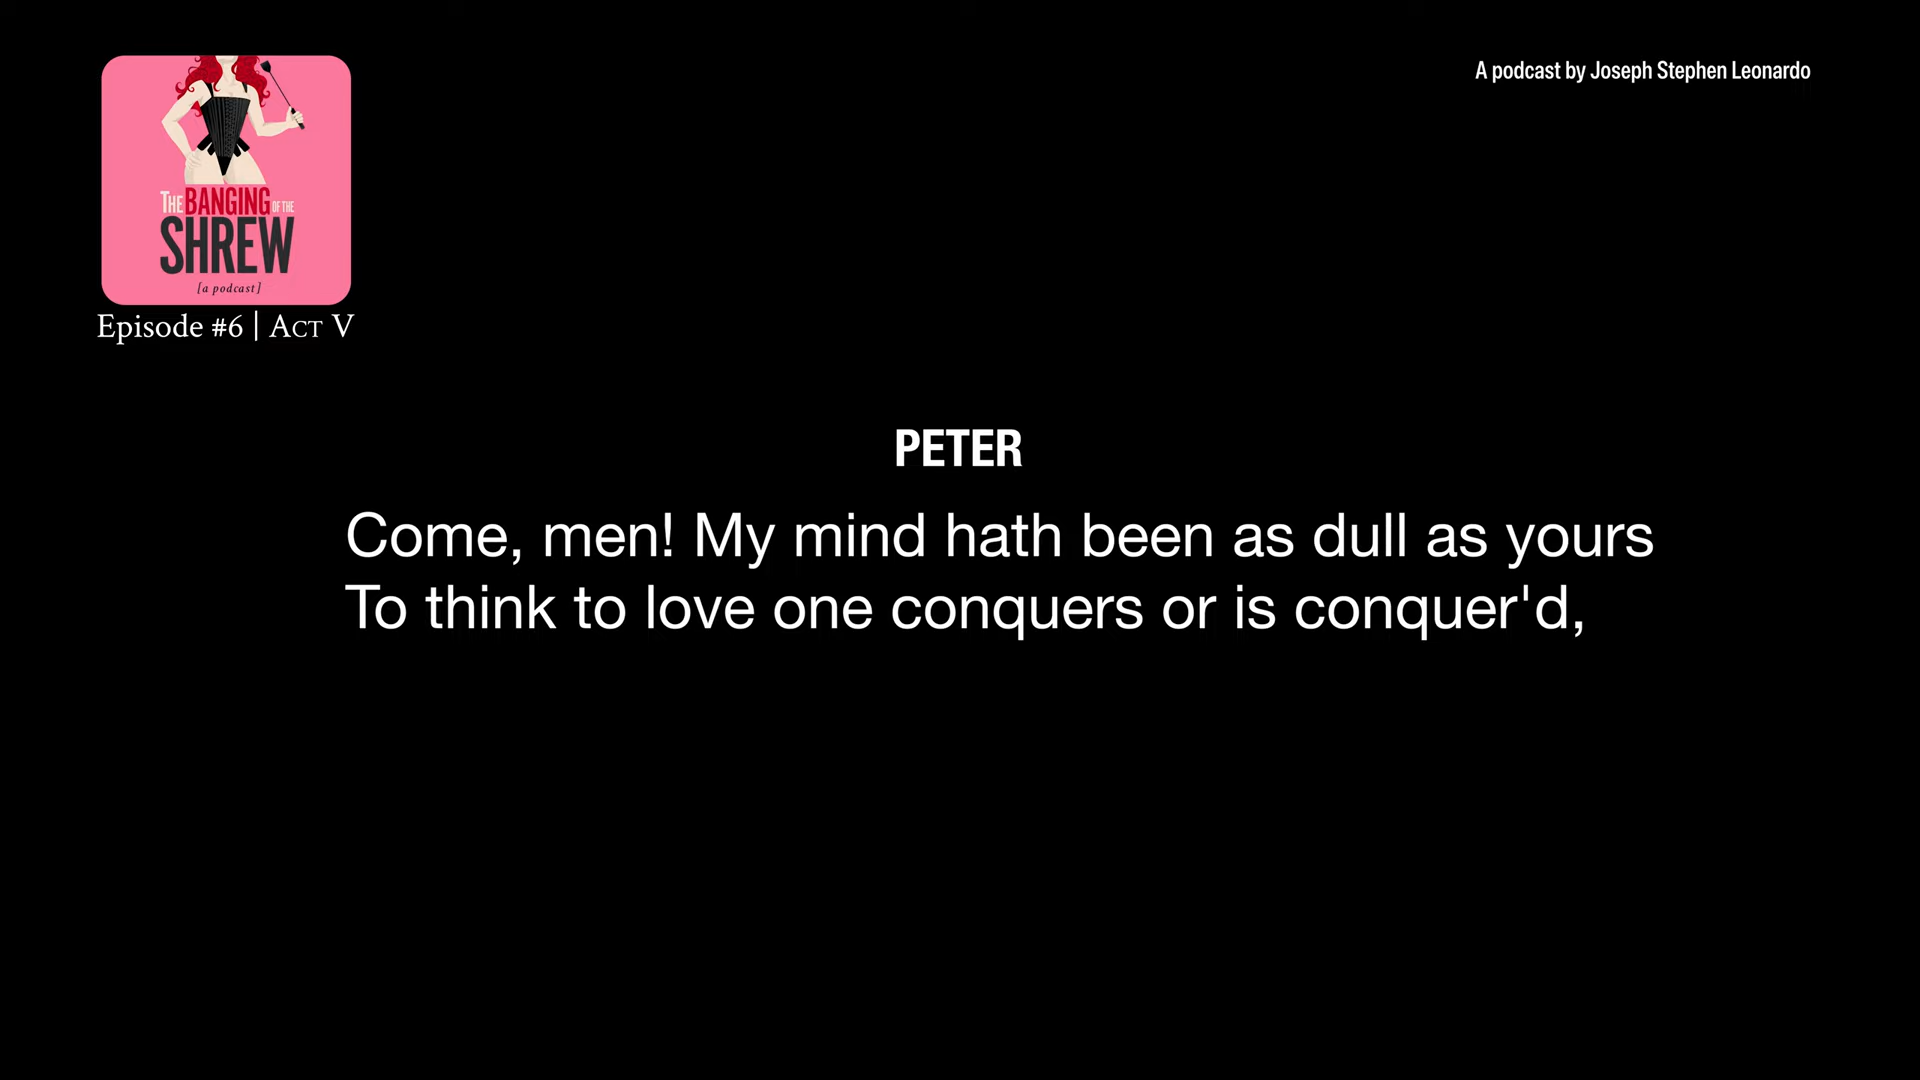 A podcast by Joseph Stephen Leonardo
THE BANGING OF THE
SHREW
[a podcast]
Episode #6 | ACT V
PETER
Come, men! My mind hath been as dull as yours
To think to love one conquers or is conquer'd,